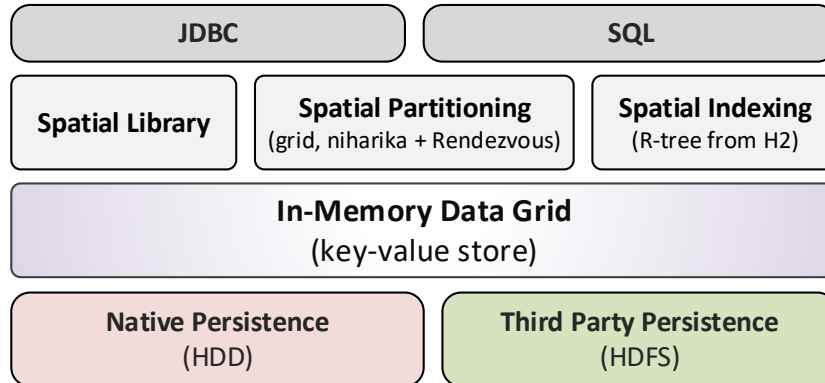 JDBC
SQL
Spatial Library
Spatial Partitioning
(grid, niharika + Rendezvous)
Spatial Indexing
(R-tree from H2)
In-Memory Data Grid
(key-value store)
Native Persistence
(HDD)
Third Party Persistence
(HDFS)